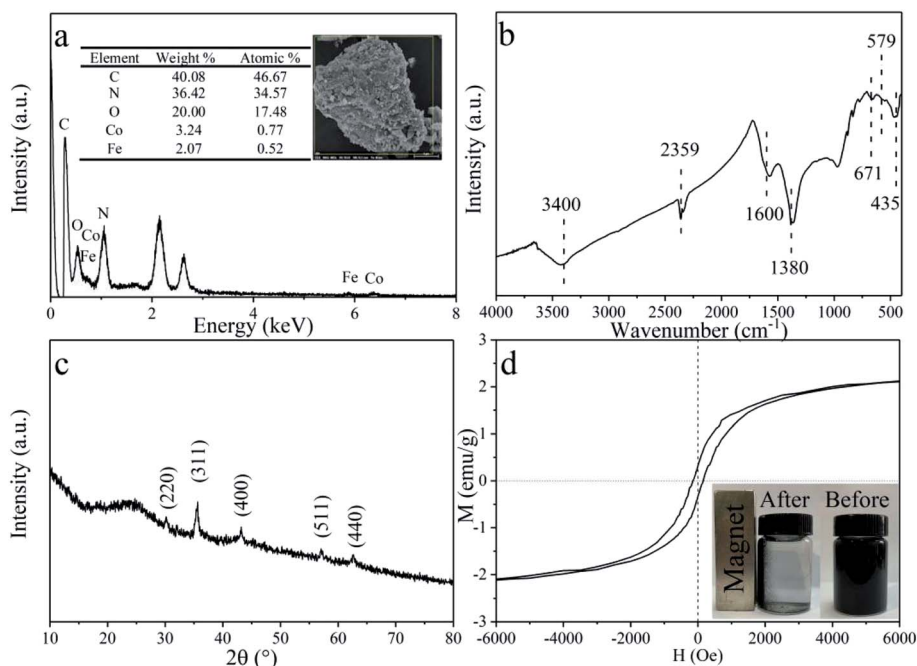 a
Element Weight % Atomic %
C 40.08 46.67
N 36.42 34.57
O 20.00 17.48
Co 3.24 0.77
Fe 2.07 0.52
C
O
Co
Fe
N
Fe
Co
Intensity (a.u.)
0 2 4 6 8
Energy (keV)
b
579
2359
3400
1600
671
435
1380
Intensity (a.u.)
4000 3500 3000 2500 2000 1500 1000 500
Wavenumber (cm⁻¹)
c
(220)
(311)
(400)
(511)
(440)
Intensity (a.u.)
10 20 30 40 50 60 70 80
2θ (°)
d
3
2
1
0
-1
-2
-3
M (emu/g)
Magnet
After
Before
-6000 -4000 -2000 0 2000 4000 6000
H (Oe)